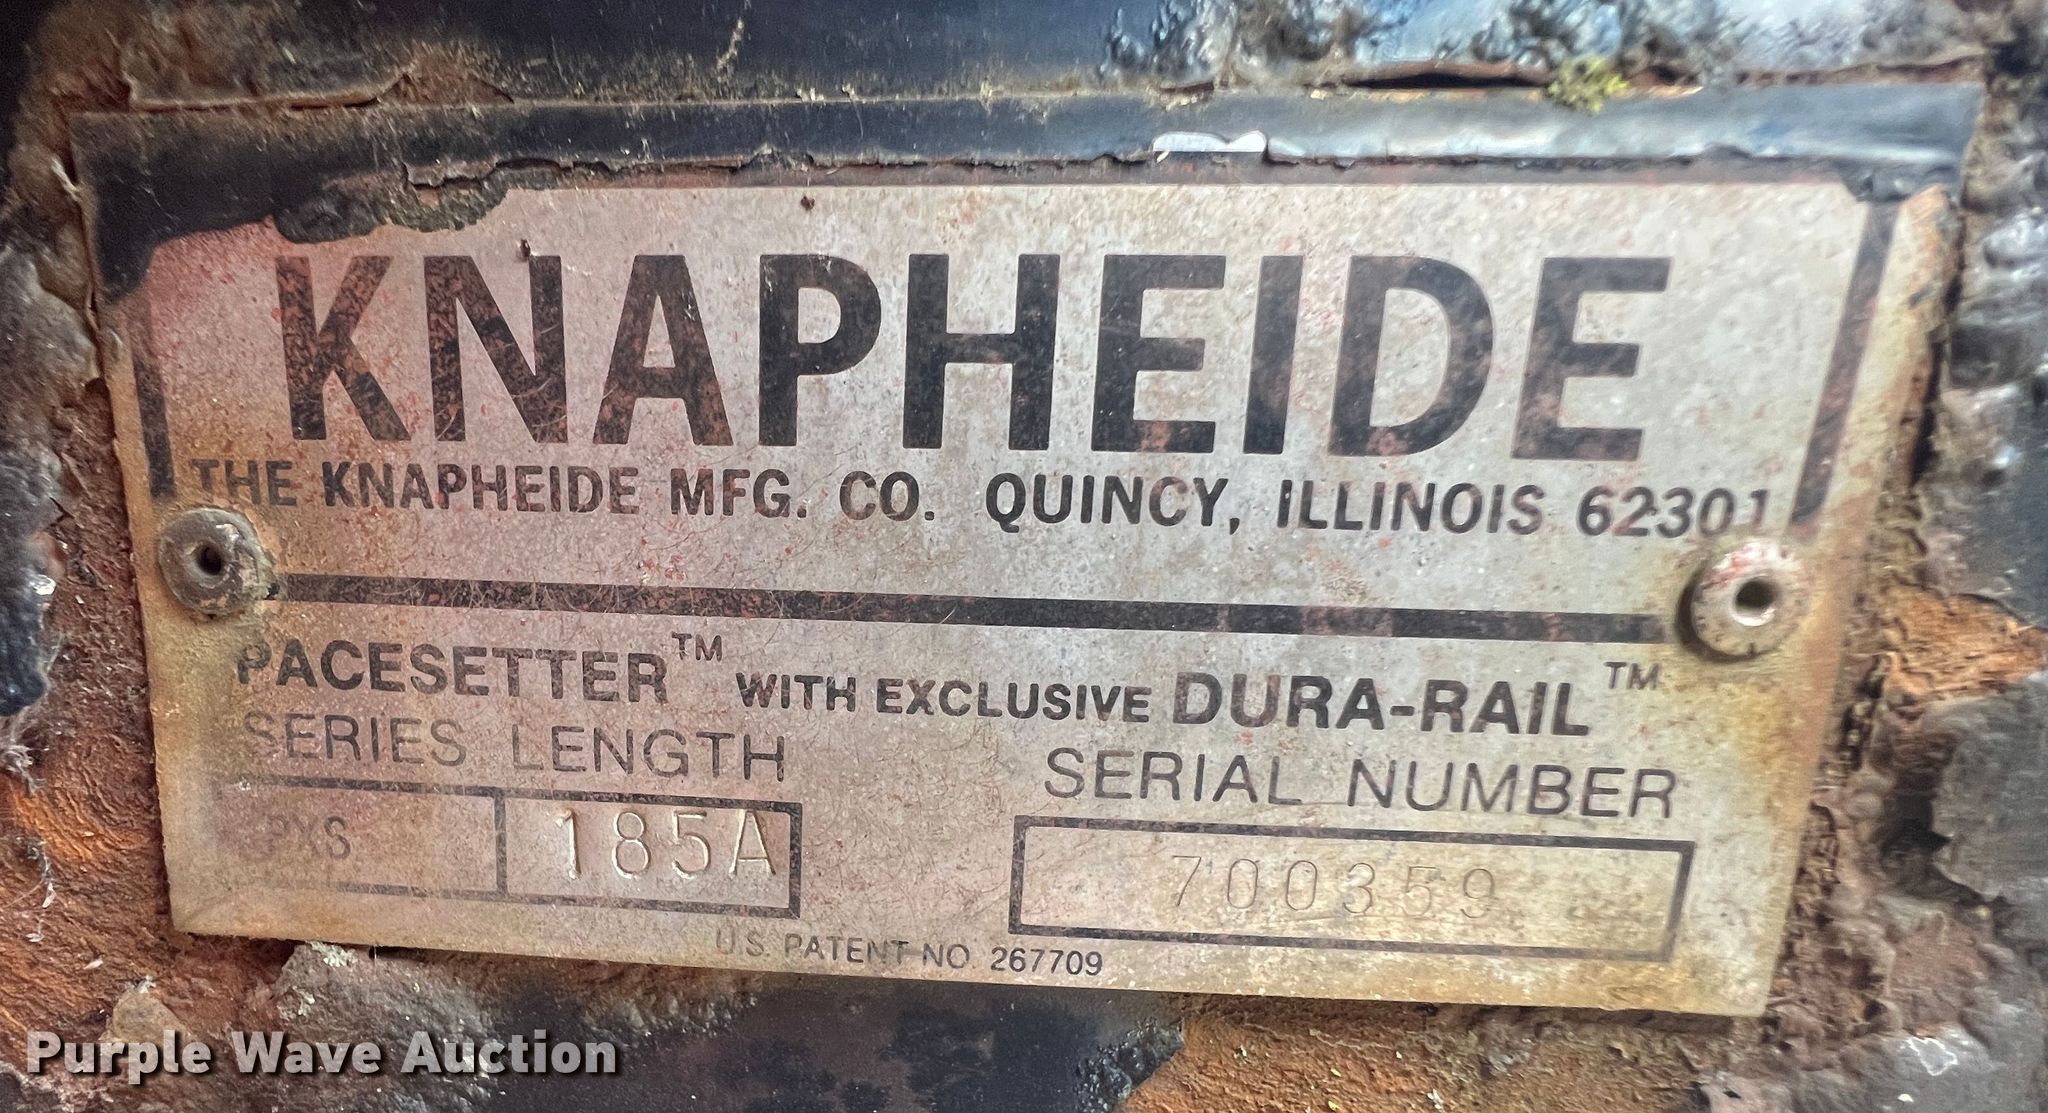 KNAPHEIDE
THE KNAPHEIDE MFG. CO. QUINCY, ILLINOIS 62301
PACESETTER™ WITH EXCLUSIVE DURA-RAIL™
SERIES LENGTH SERIAL NUMBER
PXS 185A 700359
U.S. PATENT NO. 267709
Purple Wave Auction